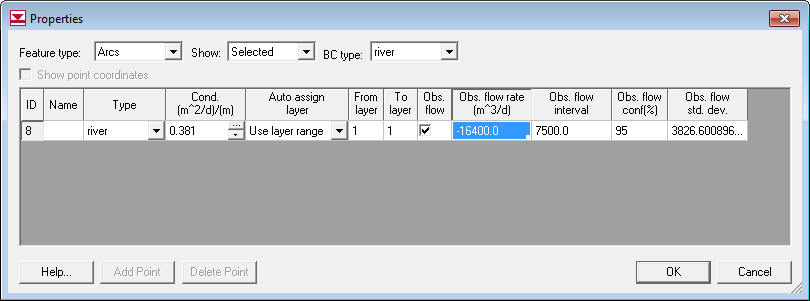 Properties
Feature type: Arcs Show: Selected BC type: river
Show point coordinates
ID Name Type Cond. (m^2/d)/(m) Auto assign layer From layer To layer Obs. flow Obs. flow rate (m^3/d) Obs. flow interval Obs. flow conf(%) Obs. flow std. dev.
8 river 0.381 ... Use layer range 1 1 -16400.0 7500.0 95 3826.600896...
Help... Add Point Delete Point OK Cancel